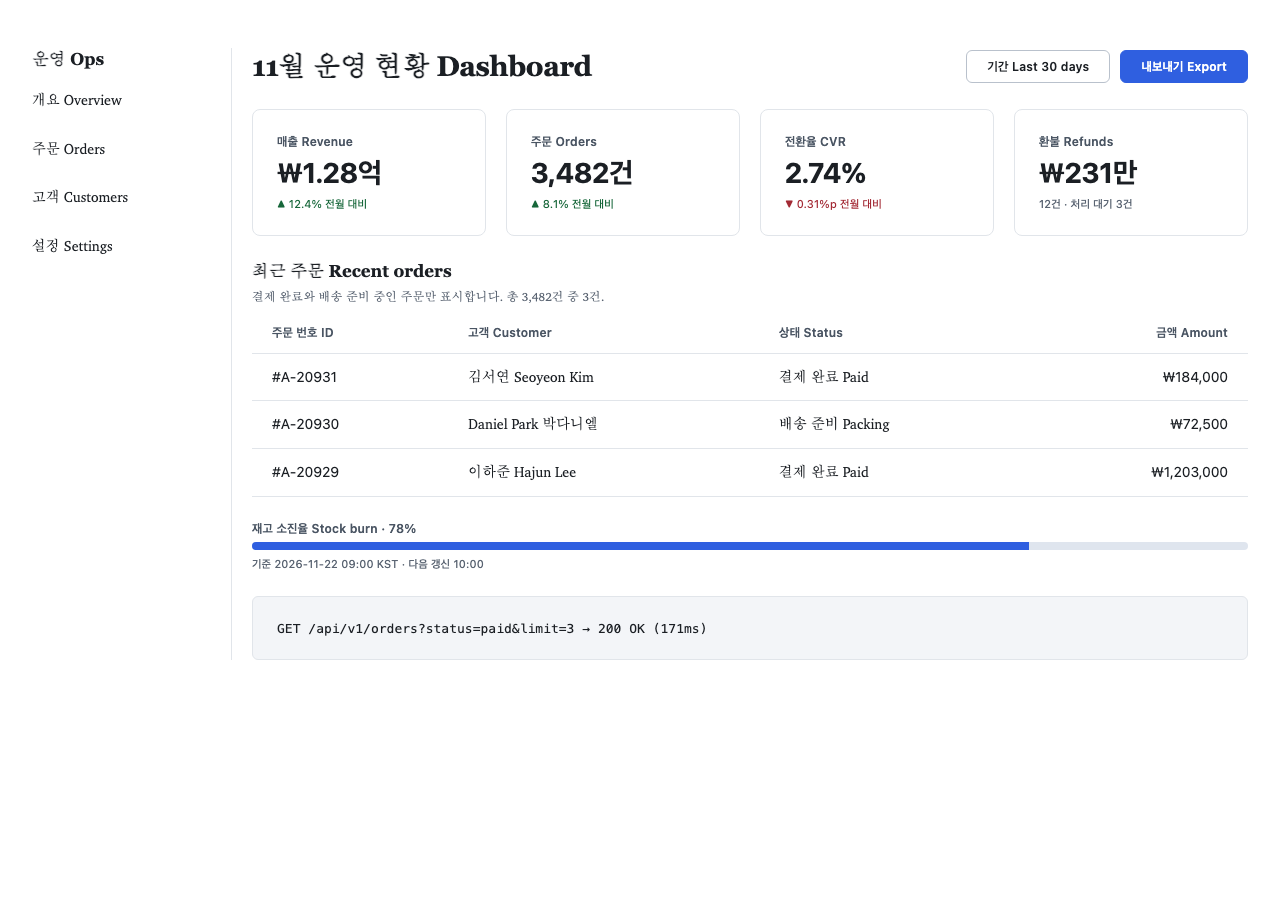 운영 Ops
개요 Overview
주문 Orders
고객 Customers
설정 Settings
11월 운영 현황 Dashboard
기간 Last 30 days
내보내기 Export
매출 Revenue
₩1.28억
▲ 12.4% 전월 대비
주문 Orders
3,482건
▲ 8.1% 전월 대비
전환율 CVR
2.74%
▼ 0.31%p 전월 대비
환불 Refunds
₩231만
12건 · 처리 대기 3건
최근 주문 Recent orders
결제 완료와 배송 준비 중인 주문만 표시합니다. 총 3,482건 중 3건.
주문 번호 ID 고객 Customer 상태 Status 금액 Amount
#A-20931 김서연 Seoyeon Kim 결제 완료 Paid ₩184,000
#A-20930 Daniel Park 박다니엘 배송 준비 Packing ₩72,500
#A-20929 이하준 Hajun Lee 결제 완료 Paid ₩1,203,000
재고 소진율 Stock burn · 78%
기준 2026-11-22 09:00 KST · 다음 갱신 10:00
GET /api/v1/orders?status=paid&limit=3 → 200 OK (171ms)